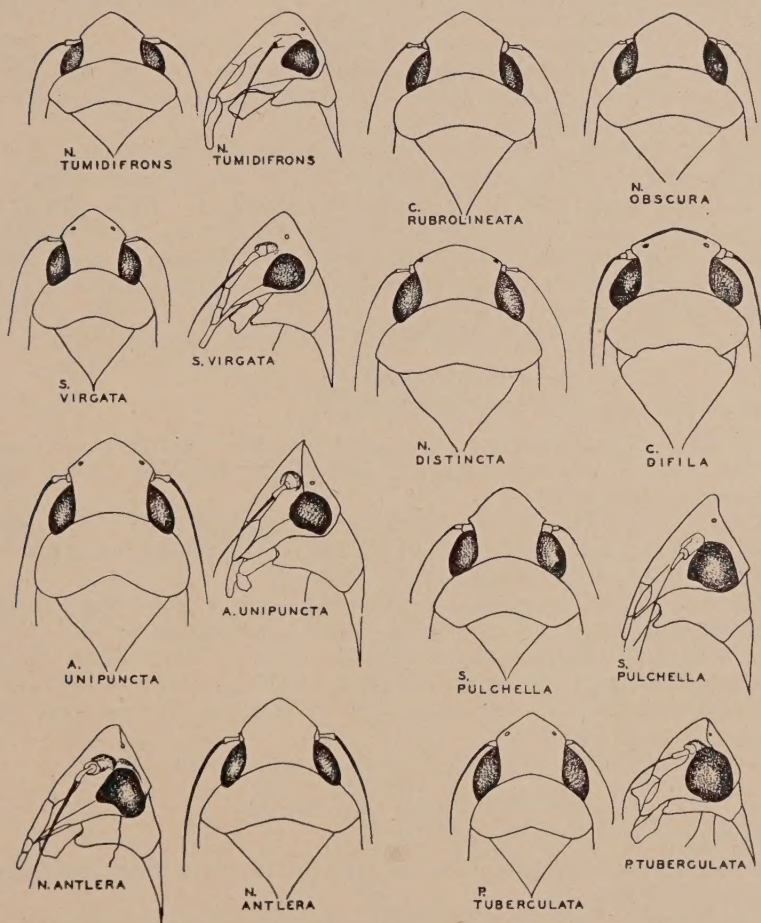 N.
TUMIDIFRONS
N.
TUMIDIFRONS
C.
RUBROLINEATA
N.
OBSCURA
S.
VIRGATA
S. VIRGATA
N.
DISTINCTA
C.
DIFILA
A.
UNIPUNCTA
A. UNIPUNCTA
S.
PULCHELLA
S.
PULCHELLA
N. ANTLERA
N.
ANTLERA
P.
TUBERCULATA
P. TUBERCULATA